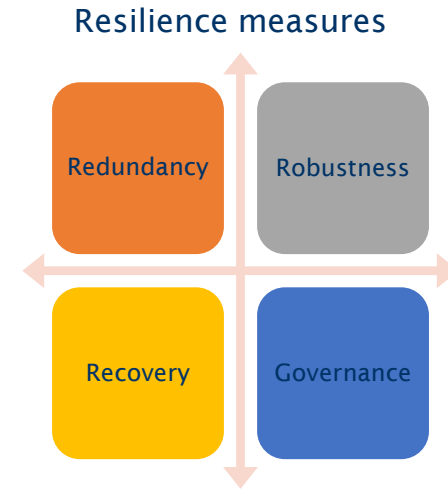 Resilience measures
Redundancy
Robustness
Recovery
Governance